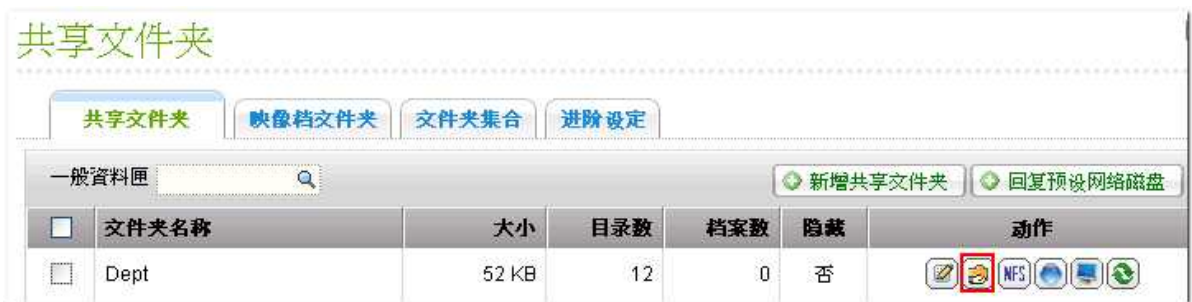 共享文件夹
共享文件夹 映像档文件夹 文件夹集合 进阶设定
一般資料匣 新增共享文件夹 回复预设网络磁盘
文件夹名称 大小 目录数 档案数 隐藏 动作
Dept 52 KB 12 0 否 NFS